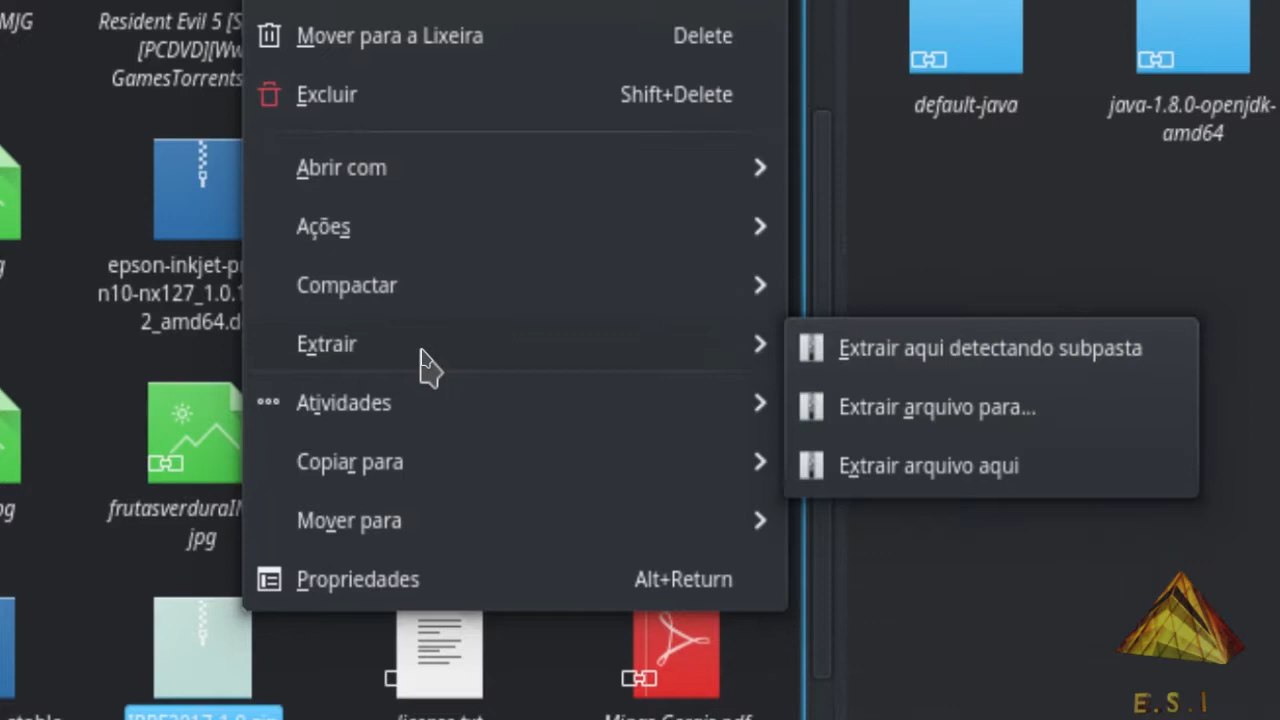 MJG
Resident Evil 5 [S
[PCDVD][Ww
GamesTorrents
epson-inkjet-p
n10-nx127_1.0.
2_amd64.d
frutasverduraI
jpg
Mover para a Lixeira Delete
Excluir Shift+Delete
Abrir com
Ações
Compactar
Extrair
Atividades
Copiar para
Mover para
Propriedades Alt+Return
Extrair aqui detectando subpasta
Extrair arquivo para...
Extrair arquivo aqui
default-java
java-1.8.0-openjdk-
amd64
E.S.I